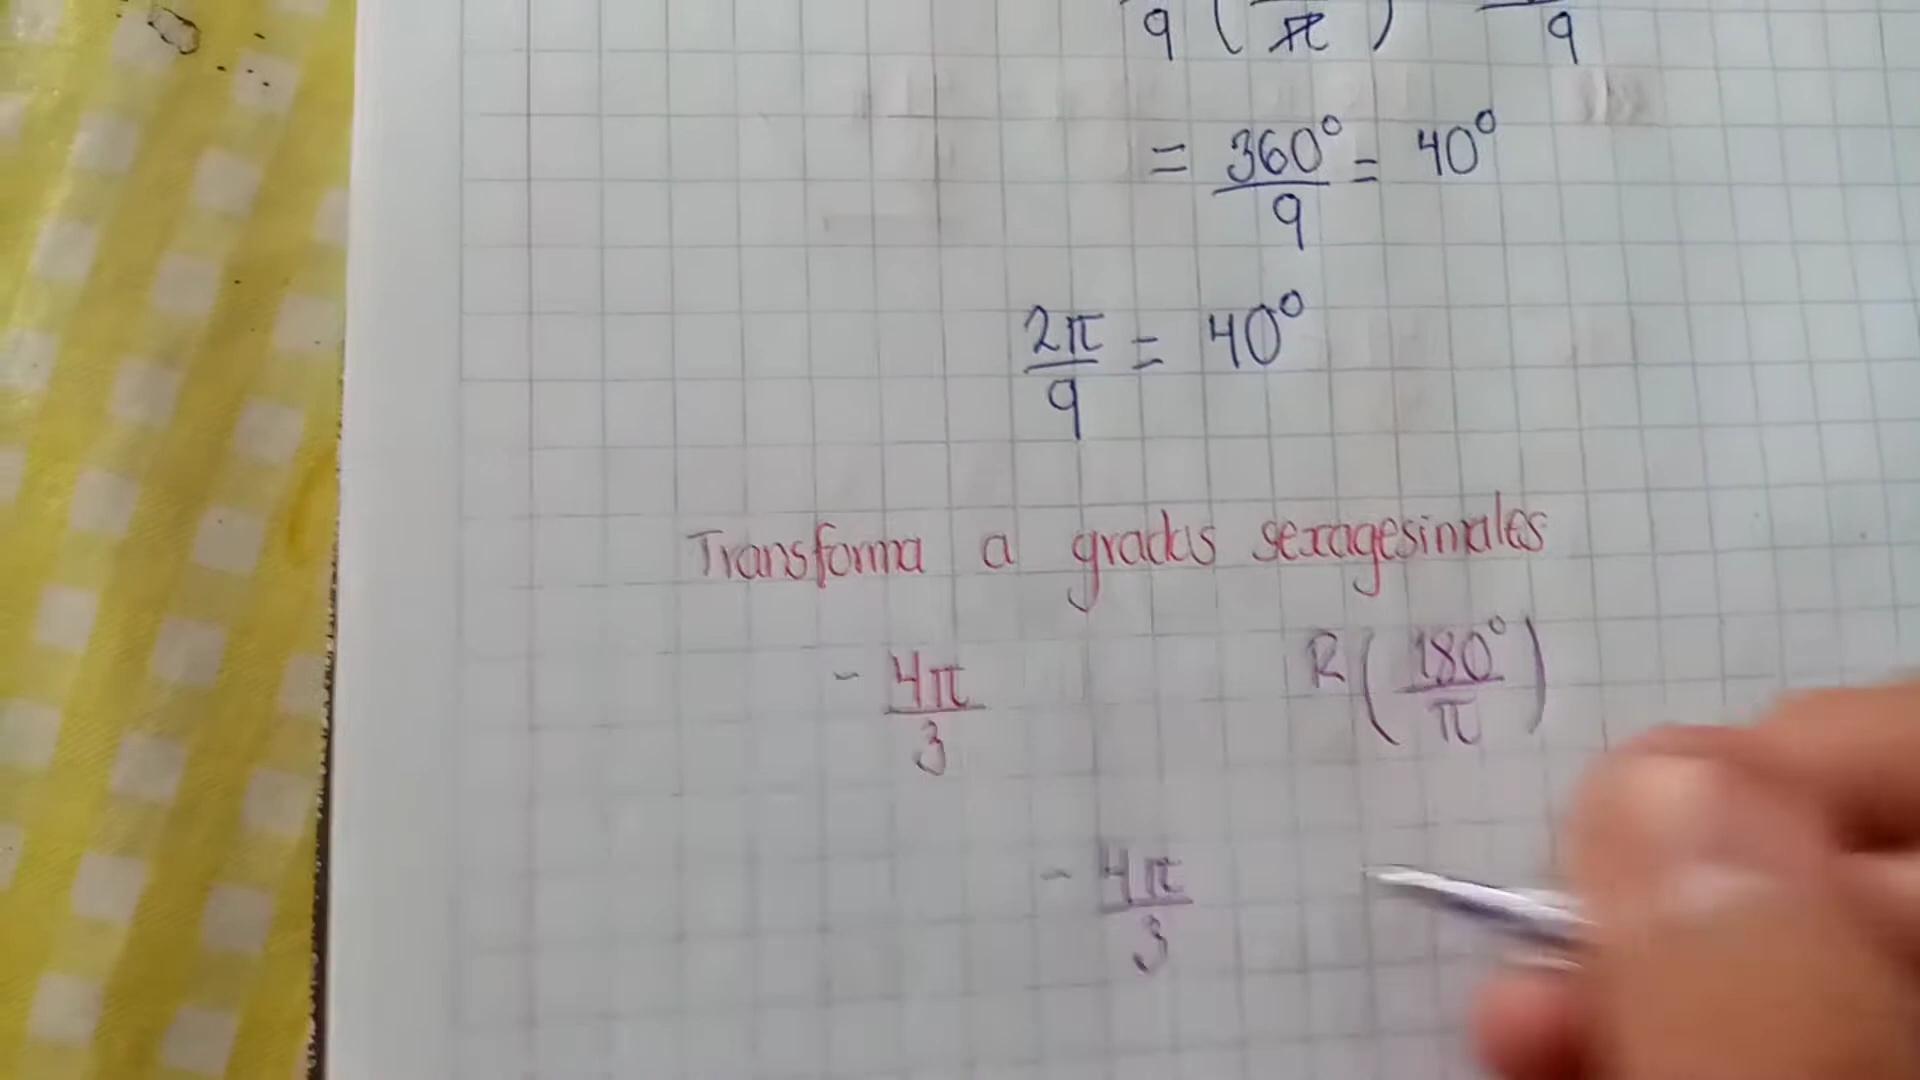 9 ( π ) 9
= 360° / 9 = 40°
2π / 9 = 40°
Transforma a grados sexagesimales
- 4π / 3 R ( 180° / π )
- 4π / 3